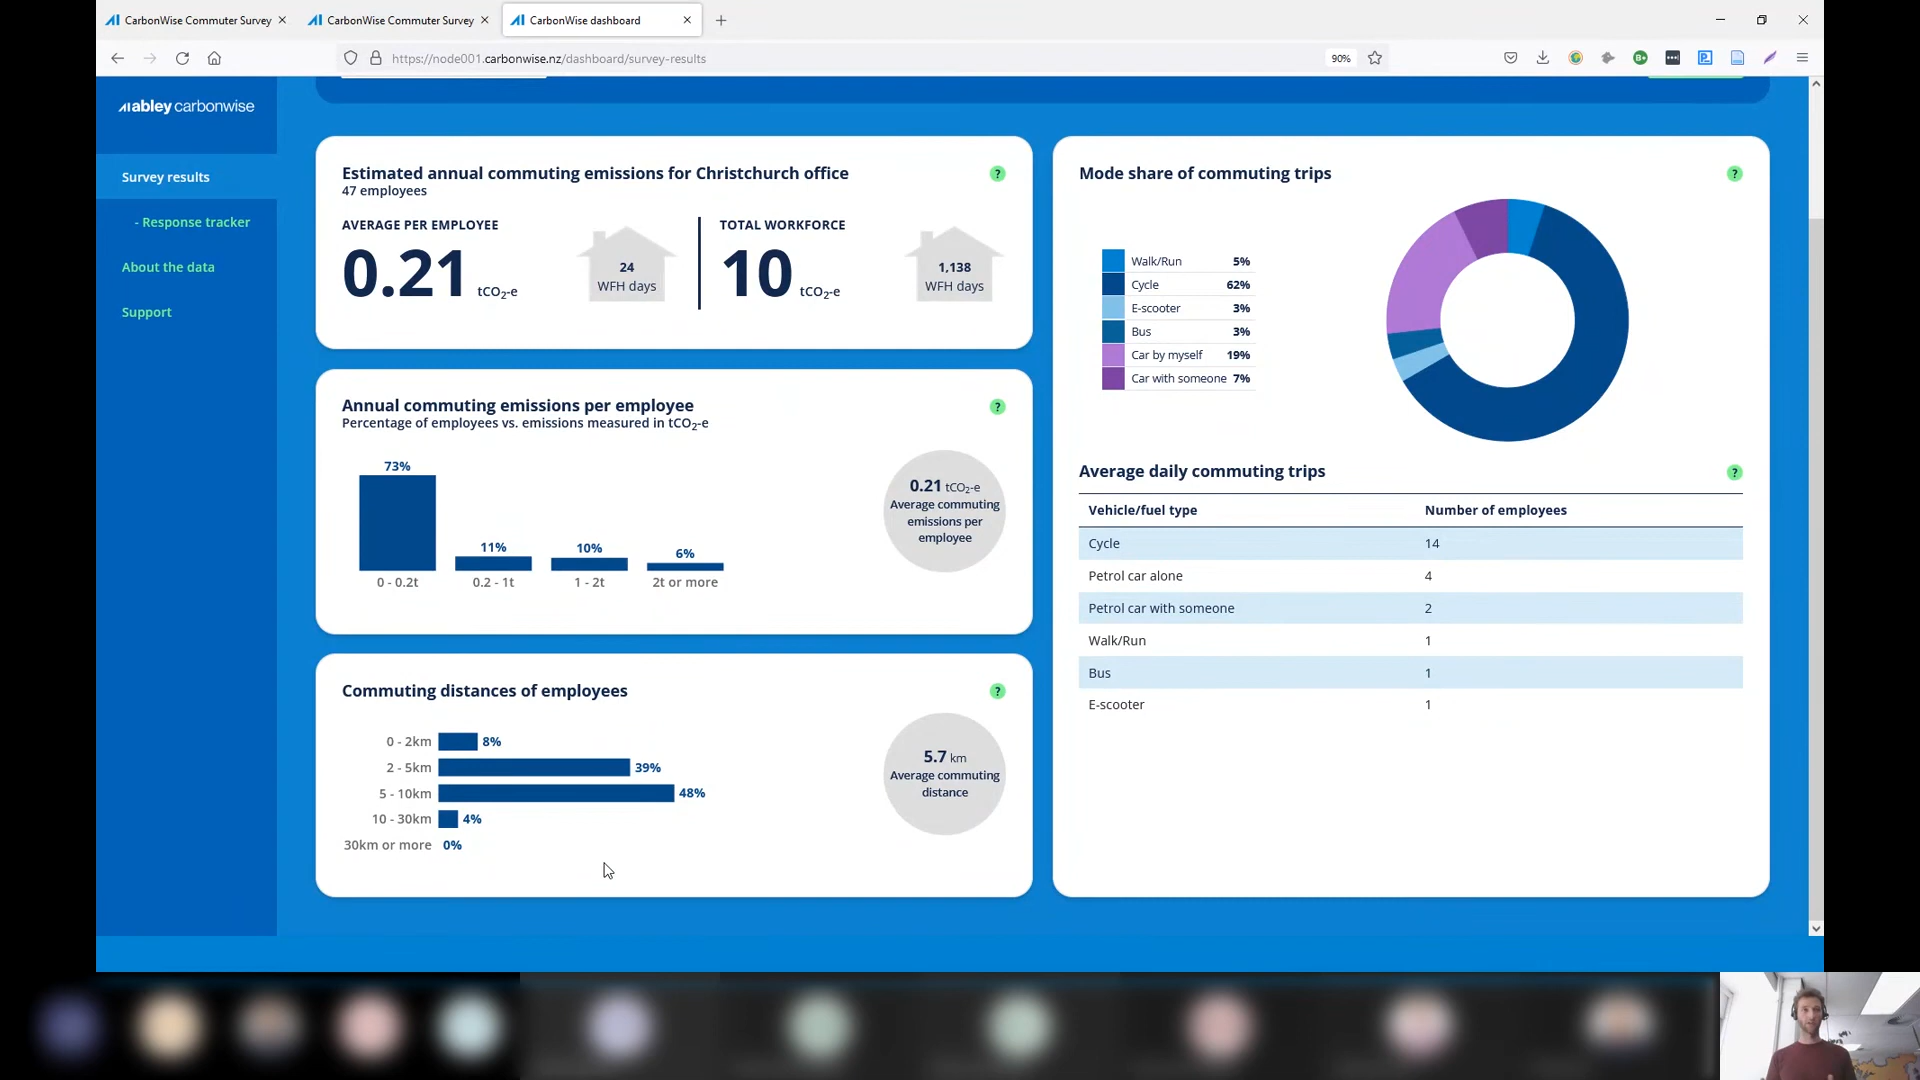 CarbonWise Commuter Survey
CarbonWise Commuter Survey
CarbonWise dashboard
https://node001.carbonwise.nz/dashboard/survey-results
90%
abley carbonwise
Survey results
- Response tracker
About the data
Support
Estimated annual commuting emissions for Christchurch office
47 employees
AVERAGE PER EMPLOYEE
0.21 tCO₂-e
24
WFH days
TOTAL WORKFORCE
10 tCO₂-e
1,138
WFH days
?
Annual commuting emissions per employee
Percentage of employees vs. emissions measured in tCO₂-e
?
73%
11%
10%
6%
0 - 0.2t
0.2 - 1t
1 - 2t
2t or more
0.21 tCO₂-e
Average commuting
emissions per
employee
Commuting distances of employees
?
0 - 2km 8%
2 - 5km 39%
5 - 10km 48%
10 - 30km 4%
30km or more 0%
5.7 km
Average commuting
distance
Mode share of commuting trips
?
Walk/Run 5%
Cycle 62%
E-scooter 3%
Bus 3%
Car by myself 19%
Car with someone 7%
Average daily commuting trips
?
Vehicle/fuel type Number of employees
Cycle 14
Petrol car alone 4
Petrol car with someone 2
Walk/Run 1
Bus 1
E-scooter 1